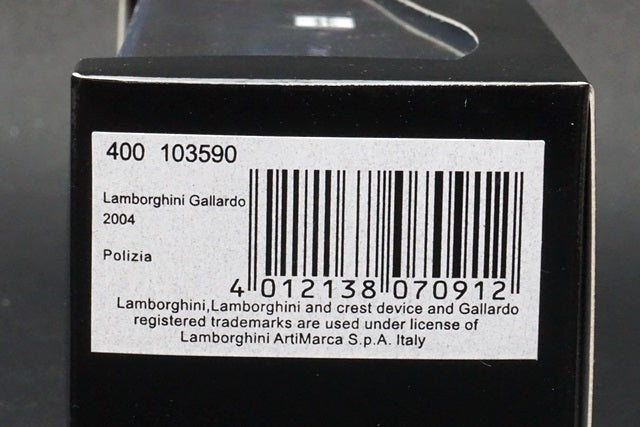 400 103590
Lamborghini Gallardo
2004
Polizia
4 012138 070912
Lamborghini,Lamborghini and crest device and Gallardo
registered trademarks are used under license of
Lamborghini ArtiMarca S.p.A. Italy